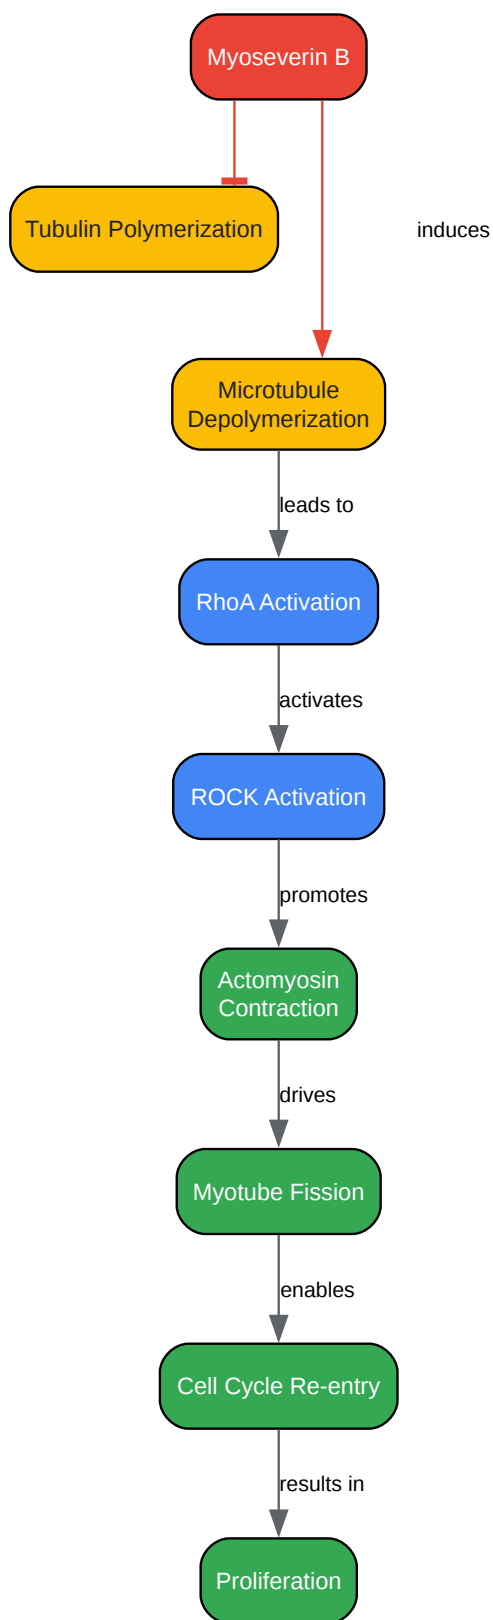 Myoseverin B
Tubulin Polymerization
induces
Microtubule
Depolymerization
leads to
RhoA Activation
activates
ROCK Activation
promotes
Actomyosin
Contraction
drives
Myotube Fission
enables
Cell Cycle Re-entry
results in
Proliferation